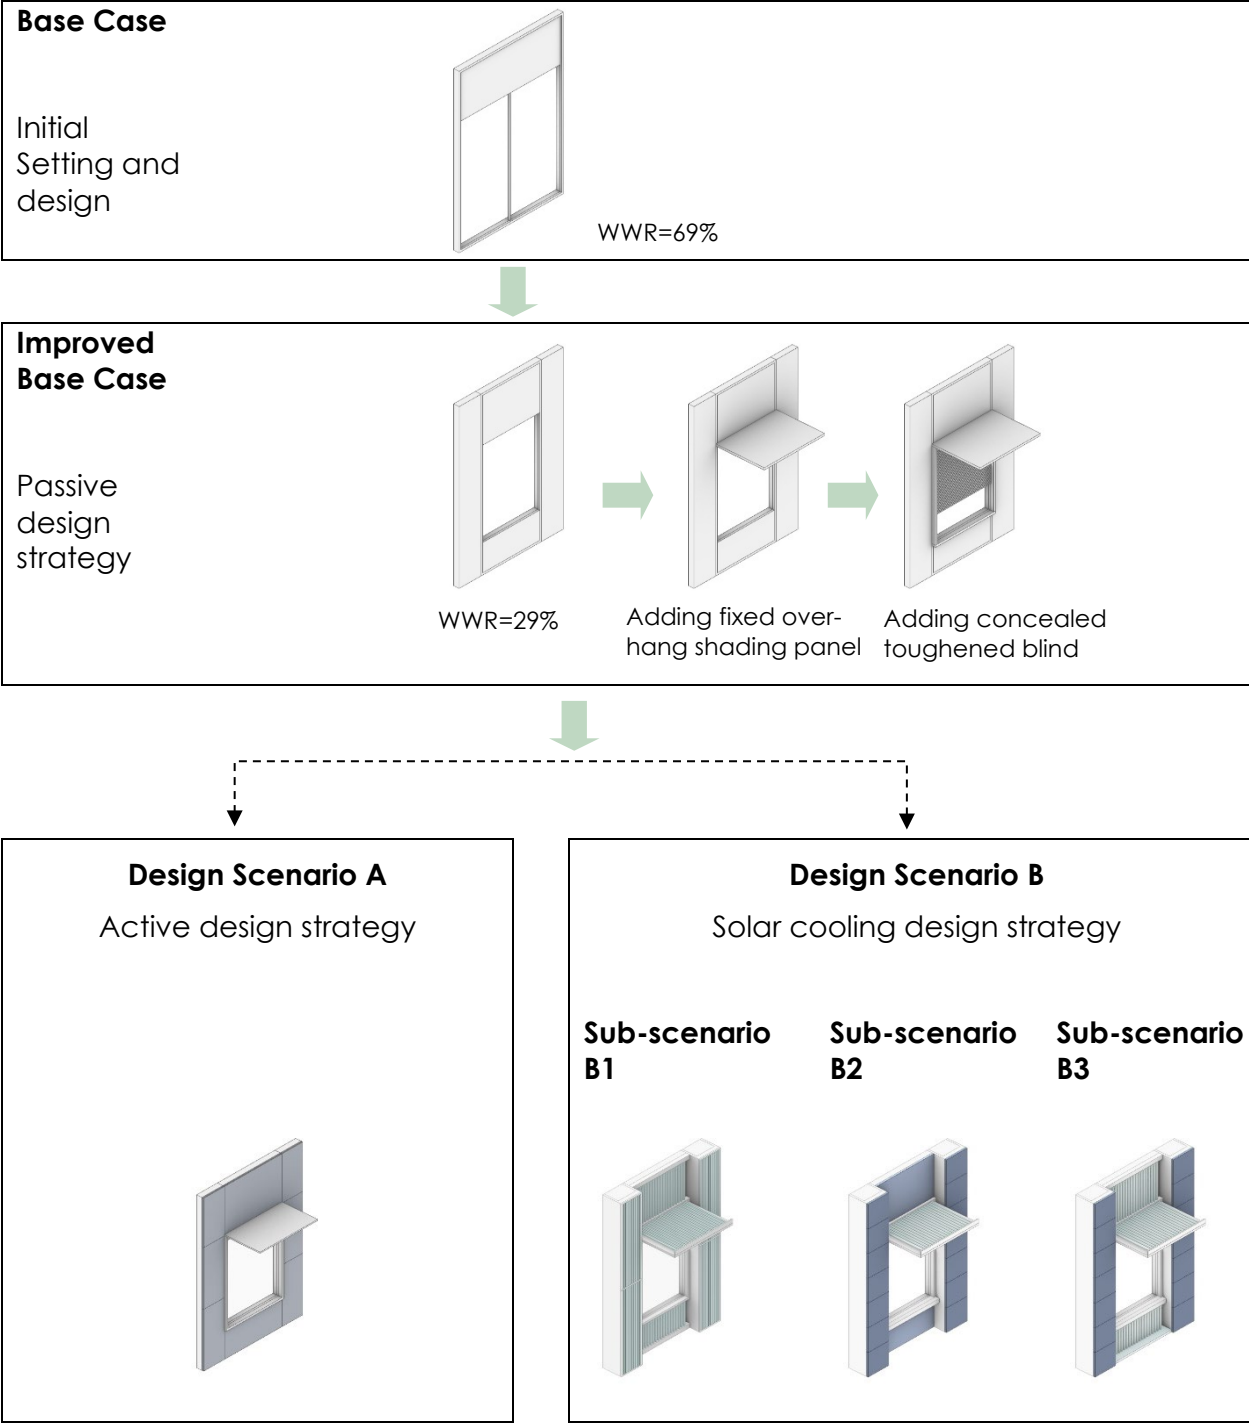 Base Case
Initial
Setting and
design
WWR=69%
Improved
Base Case
Passive
design
strategy
WWR=29%
Adding fixed over-
hang shading panel
Adding concealed
toughened blind
Design Scenario A
Active design strategy
Design Scenario B
Solar cooling design strategy
Sub-scenario
B1
Sub-scenario
B2
Sub-scenario
B3